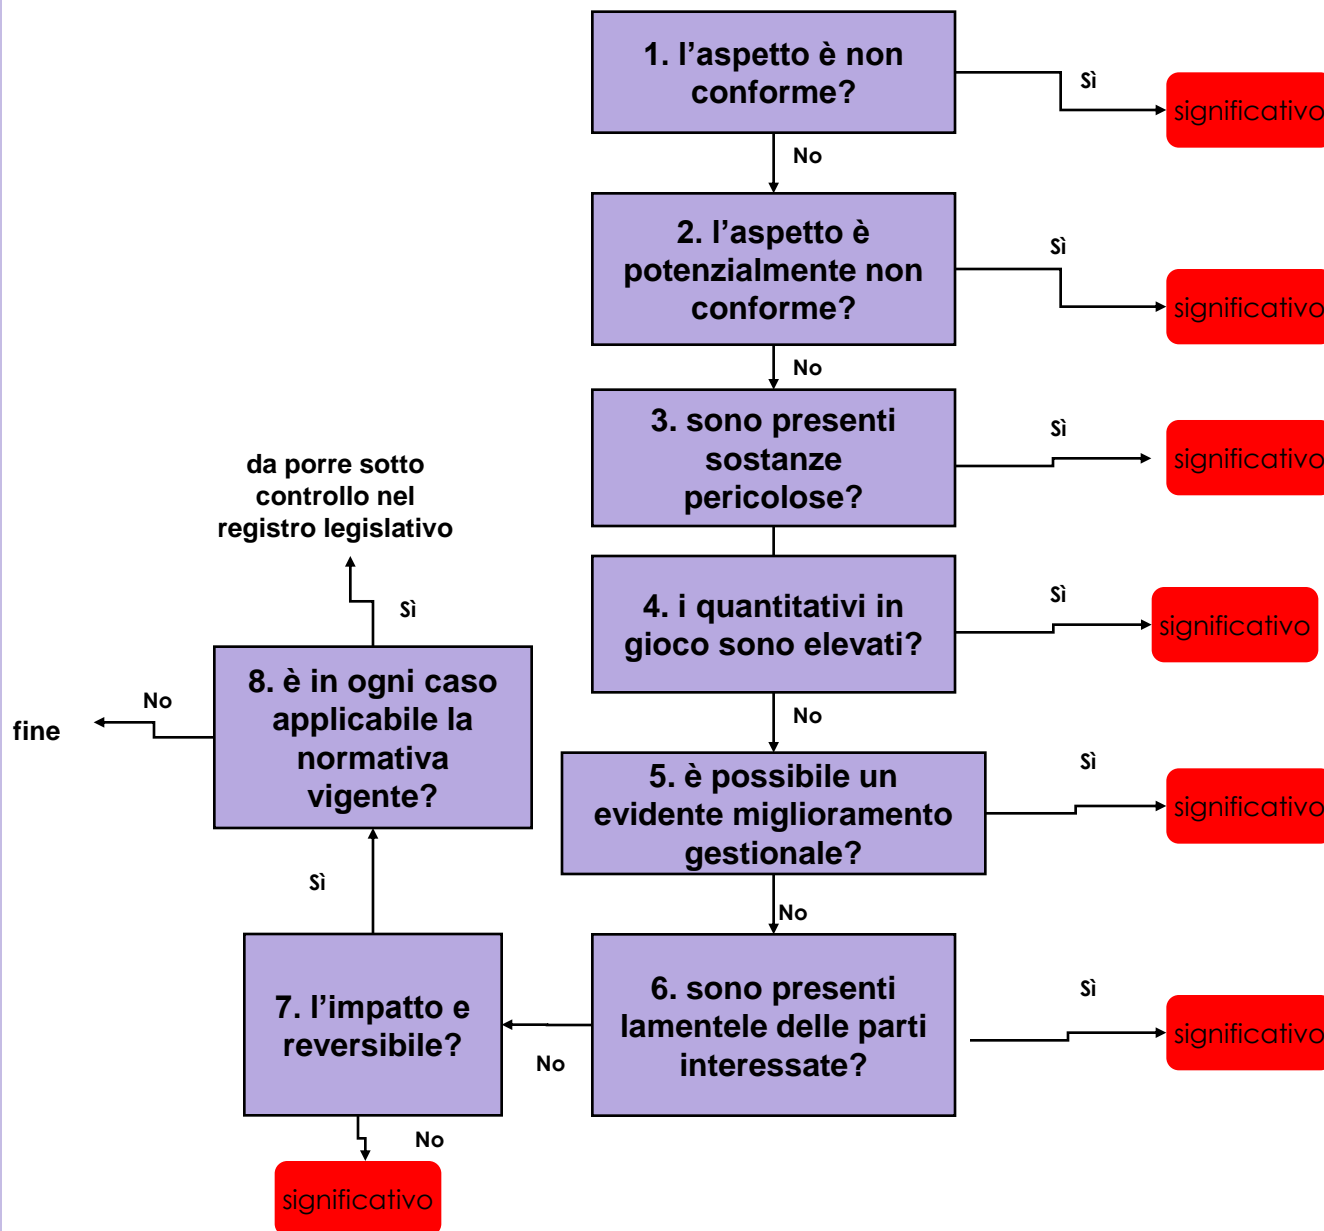 1. l'aspetto è non
conforme?
Sì
significativo
No
2. l'aspetto è
potenzialmente non
conforme?
Sì
significativo
No
3. sono presenti
sostanze
pericolose?
Sì
significativo
4. i quantitativi in
gioco sono elevati?
Sì
significativo
No
5. è possibile un
evidente miglioramento
gestionale?
Sì
significativo
No
6. sono presenti
lamentele delle parti
interessate?
Sì
significativo
No
7. l'impatto e
reversibile?
No
significativo
Sì
8. è in ogni caso
applicabile la
normativa
vigente?
No
fine
Sì
da porre sotto
controllo nel
registro legislativo